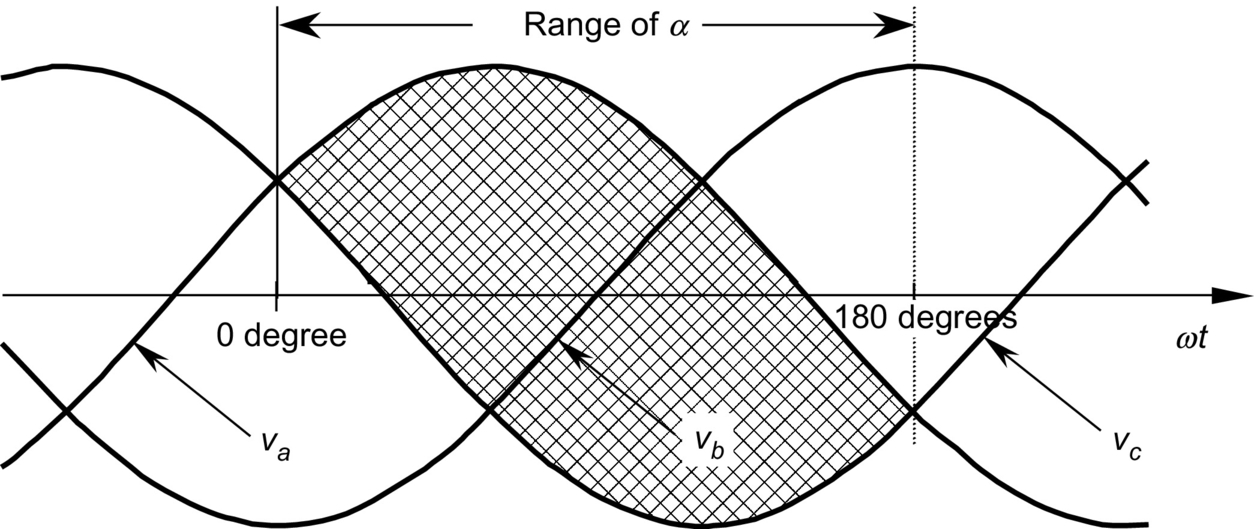 Range of α
0 degree
180 degrees
ωt
va
vb
vc